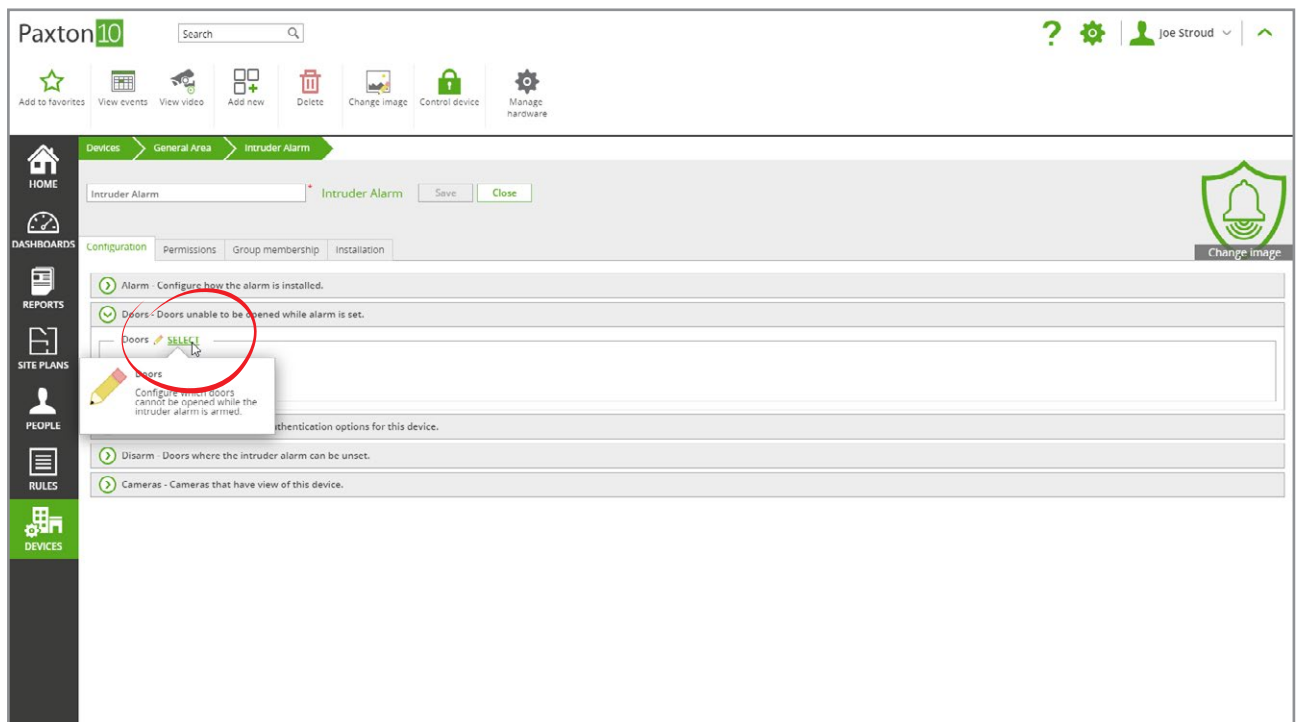 Paxton10
Search
Joe Stroud
Add to favorites
View events
View video
Add new
Delete
Change image
Control device
Manage
hardware
Devices
General Area
Intruder Alarm
HOME
Intruder Alarm
* Intruder Alarm
Save
Close
DASHBOARDS
Configuration
Permissions
Group membership
Installation
Change image
Alarm - Configure how the alarm is installed.
REPORTS
Doors - Doors unable to be opened while alarm is set.
Doors SELECT
SITE PLANS
Doors
Configure which doors
cannot be opened while the
intruder alarm is armed.
PEOPLE
authentication options for this device.
Disarm - Doors where the intruder alarm can be unset.
RULES
Cameras - Cameras that have view of this device.
DEVICES